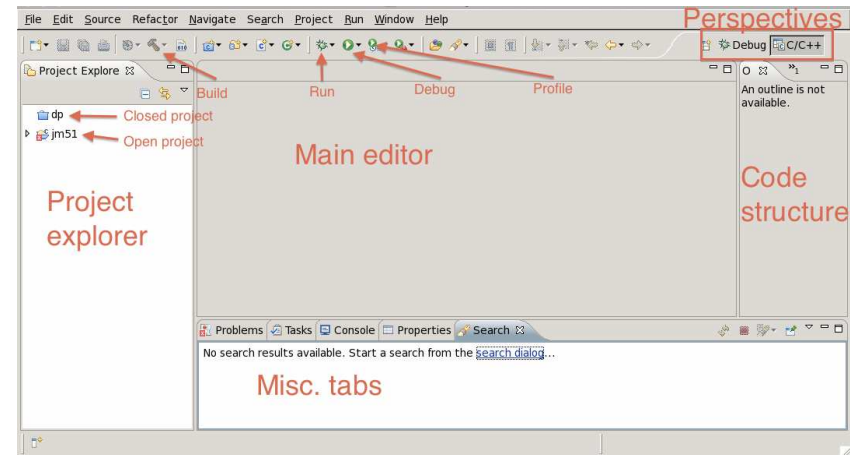 File Edit Source Refactor Navigate Search Project Run Window Help
Perspectives
Debug C/C++
Project Explore
Build
Run
Debug
Profile
O
»1
An outline is not
available.
dp
Closed project
jm51
Open project
Main editor
Project
explorer
Code
structure
Problems Tasks Console Properties Search
No search results available. Start a search from the search dialog...
Misc. tabs